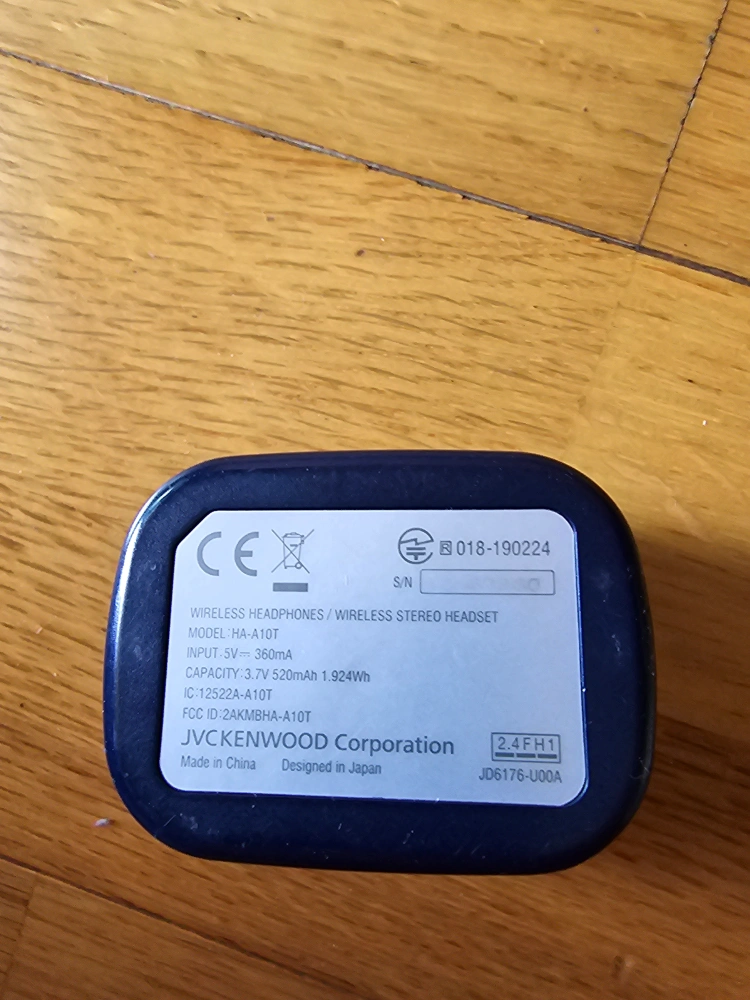 CE
R 018-190224
S/N
WIRELESS HEADPHONES / WIRELESS STEREO HEADSET
MODEL:HA-A10T
INPUT:5V⎓ 360mA
CAPACITY:3.7V 520mAh 1.924Wh
IC:12522A-A10T
FCC ID:2AKMBHA-A10T
JVCKENWOOD Corporation
2.4FH1
Made in China Designed in Japan
JD6176-U00A